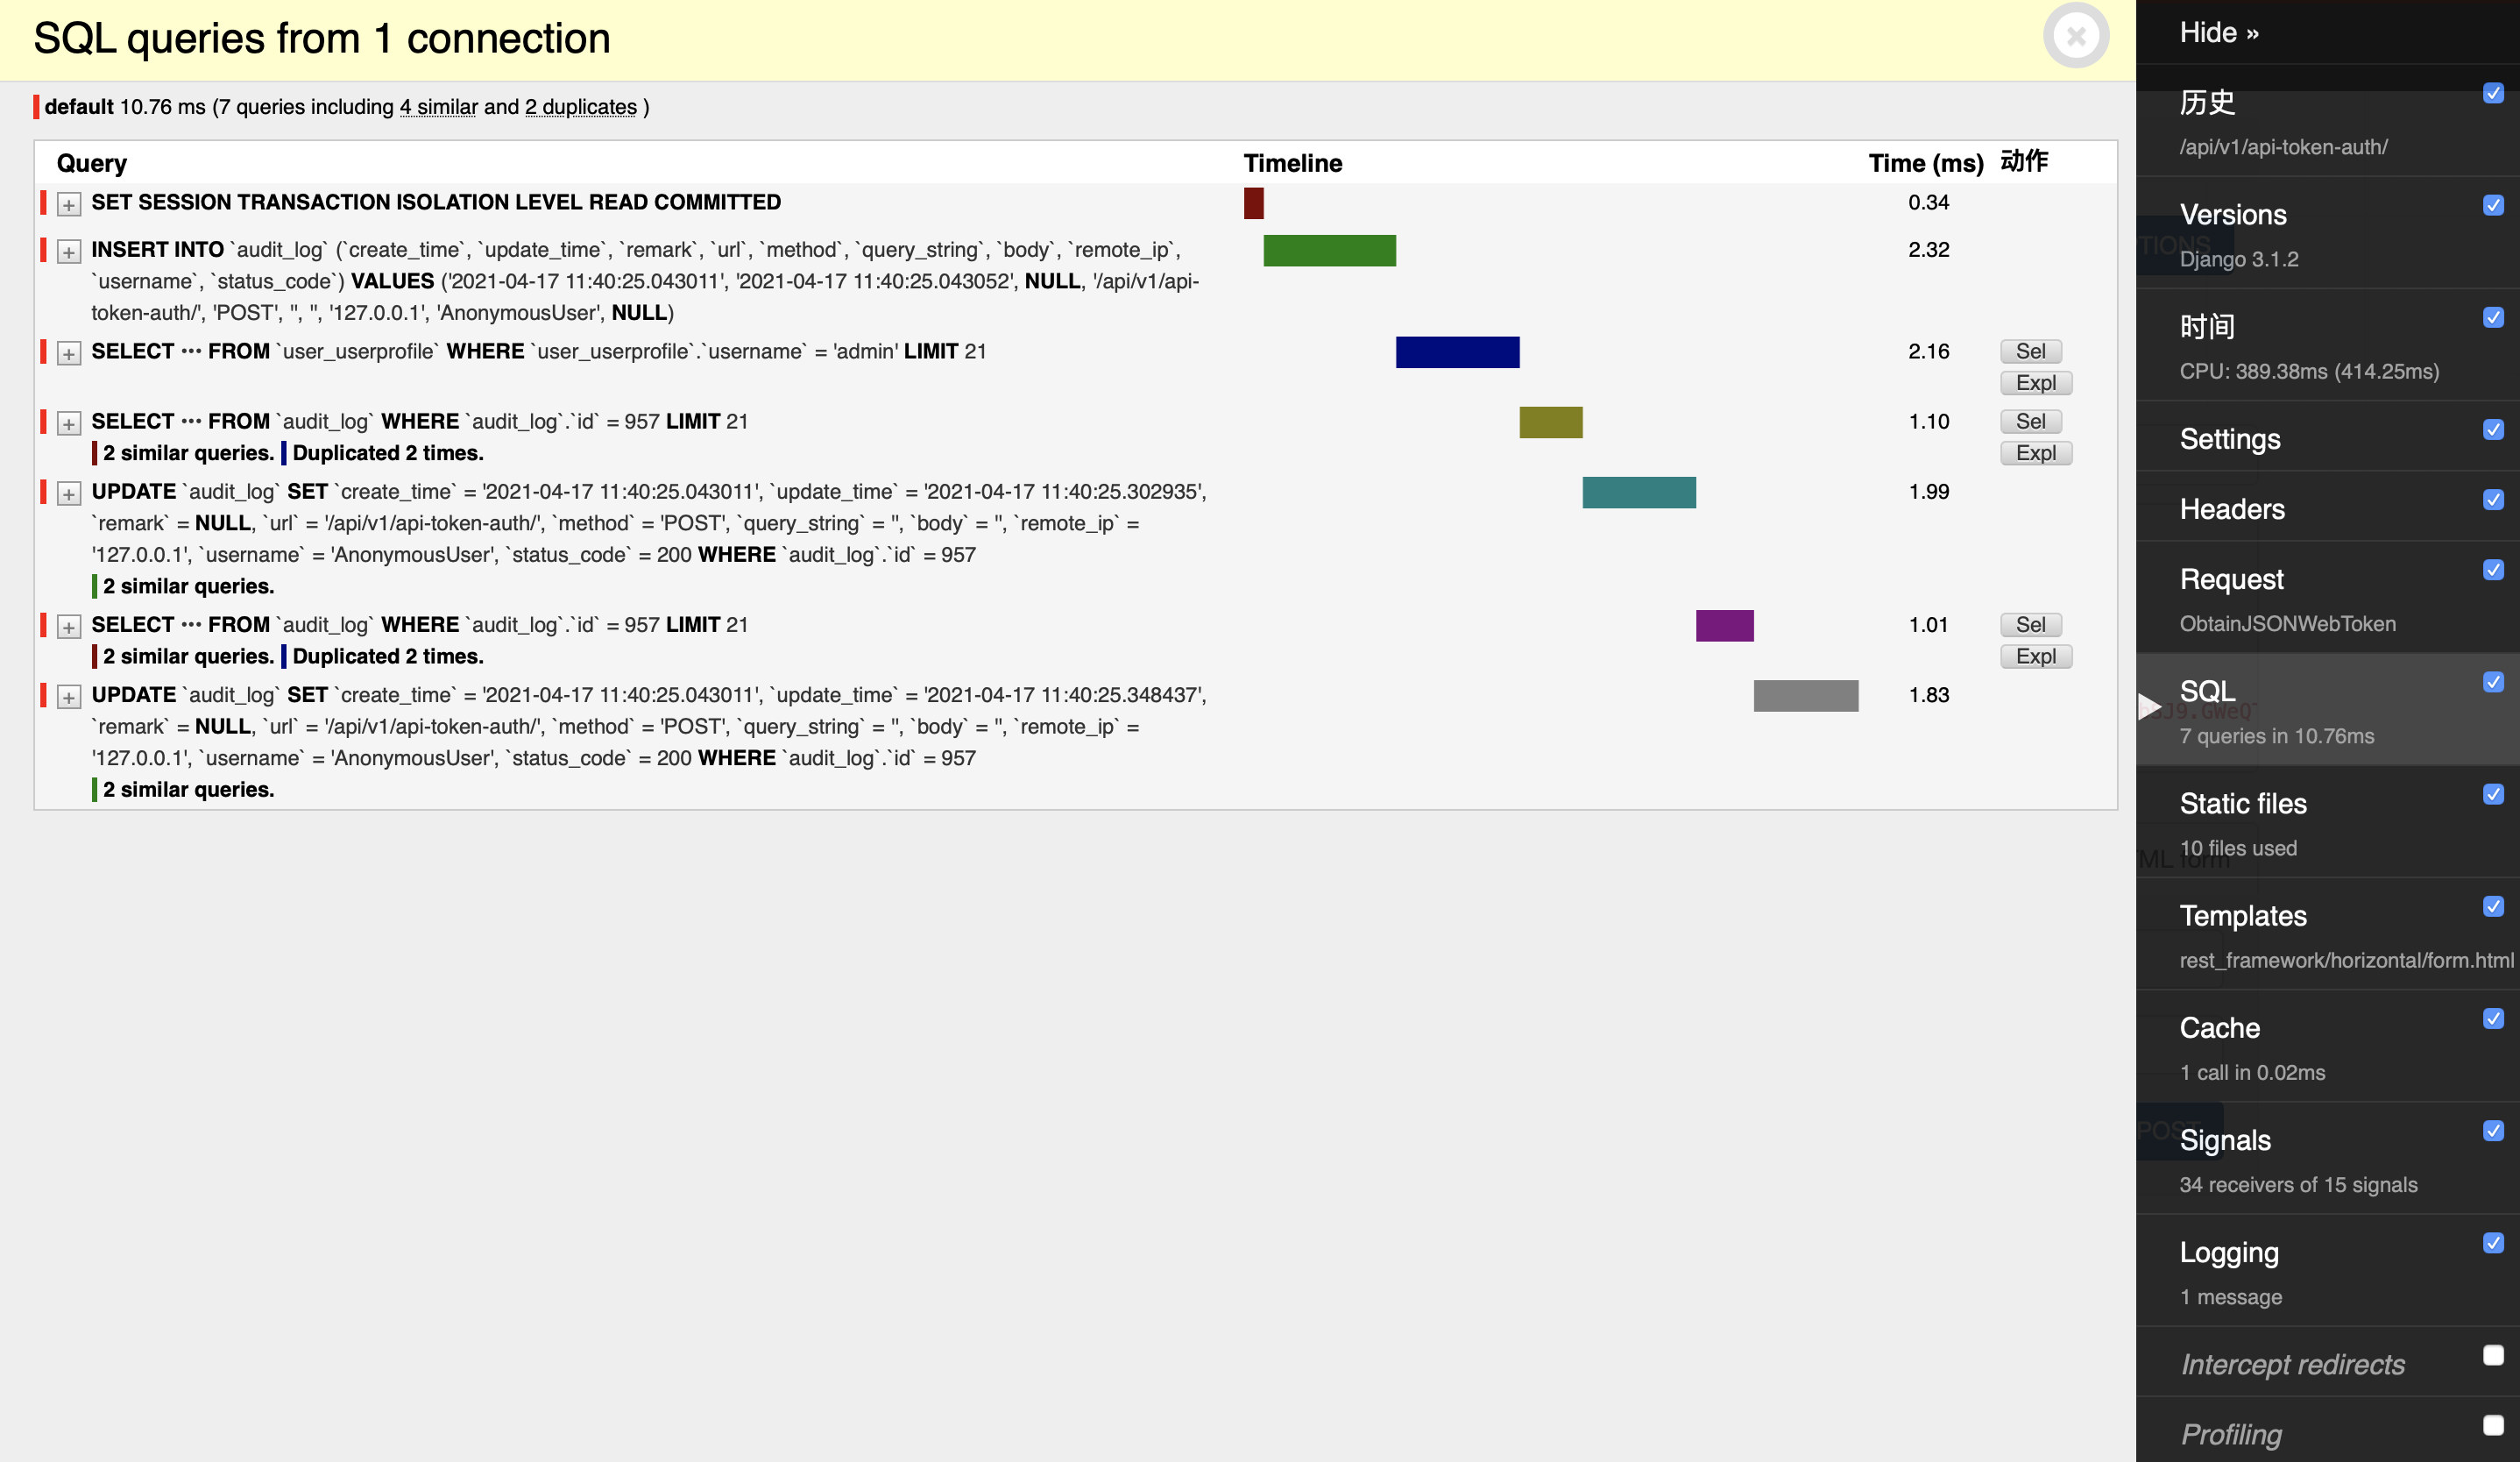 SQL queries from 1 connection
default 10.76 ms (7 queries including 4 similar and 2 duplicates )
Query Timeline Time (ms) 动作
SET SESSION TRANSACTION ISOLATION LEVEL READ COMMITTED 0.34
INSERT INTO `audit_log` (`create_time`, `update_time`, `remark`, `url`, `method`, `query_string`, `body`, `remote_ip`, 2.32
`username`, `status_code`) VALUES ('2021-04-17 11:40:25.043011', '2021-04-17 11:40:25.043052', NULL, '/api/v1/api-
token-auth/', 'POST', '', '', '127.0.0.1', 'AnonymousUser', NULL)
SELECT ••• FROM `user_userprofile` WHERE `user_userprofile`.`username` = 'admin' LIMIT 21 2.16 Sel
Expl
SELECT ••• FROM `audit_log` WHERE `audit_log`.`id` = 957 LIMIT 21 1.10 Sel
2 similar queries. Duplicated 2 times. Expl
UPDATE `audit_log` SET `create_time` = '2021-04-17 11:40:25.043011', `update_time` = '2021-04-17 11:40:25.302935', 1.99
`remark` = NULL, `url` = '/api/v1/api-token-auth/', `method` = 'POST', `query_string` = '', `body` = '', `remote_ip` =
'127.0.0.1', `username` = 'AnonymousUser', `status_code` = 200 WHERE `audit_log`.`id` = 957
2 similar queries.
SELECT ••• FROM `audit_log` WHERE `audit_log`.`id` = 957 LIMIT 21 1.01 Sel
2 similar queries. Duplicated 2 times. Expl
UPDATE `audit_log` SET `create_time` = '2021-04-17 11:40:25.043011', `update_time` = '2021-04-17 11:40:25.348437', 1.83
`remark` = NULL, `url` = '/api/v1/api-token-auth/', `method` = 'POST', `query_string` = '', `body` = '', `remote_ip` =
'127.0.0.1', `username` = 'AnonymousUser', `status_code` = 200 WHERE `audit_log`.`id` = 957
2 similar queries.
Hide »
历史
/api/v1/api-token-auth/
Versions
Django 3.1.2
时间
CPU: 389.38ms (414.25ms)
Settings
Headers
Request
ObtainJSONWebToken
SQL
7 queries in 10.76ms
Static files
10 files used
Templates
rest_framework/horizontal/form.html
Cache
1 call in 0.02ms
Signals
34 receivers of 15 signals
Logging
1 message
Intercept redirects
Profiling